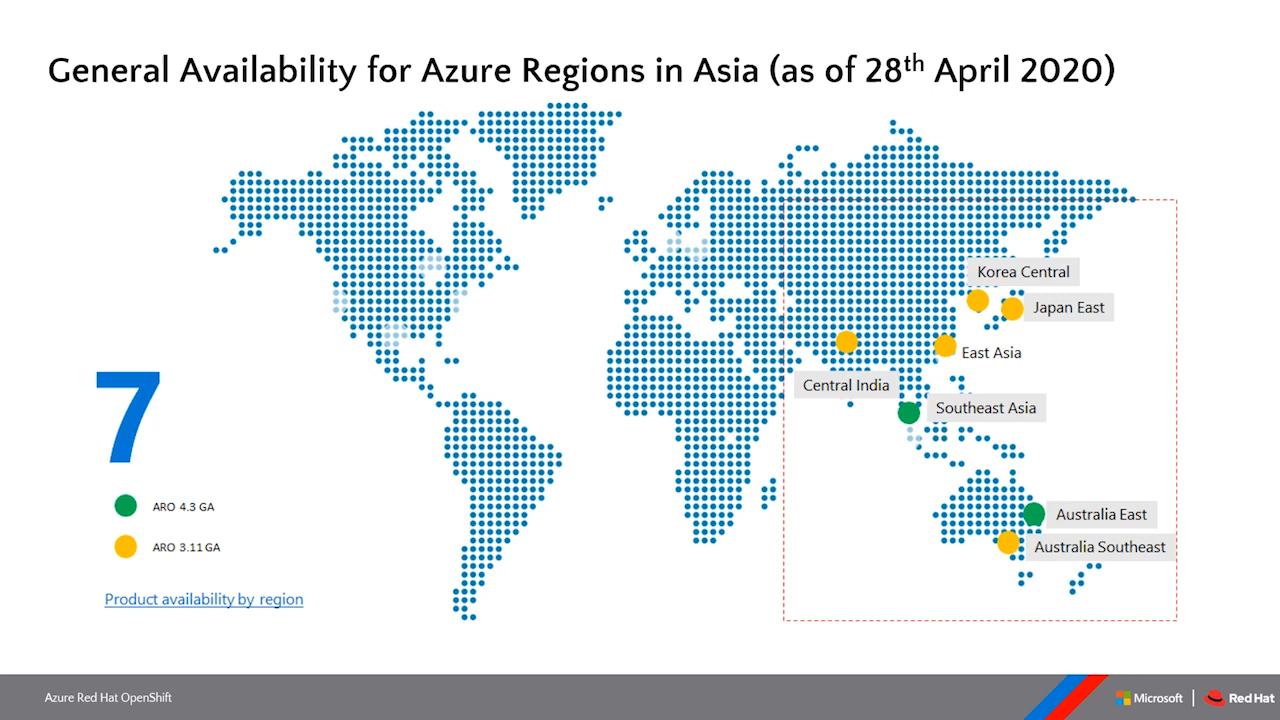 General Availability for Azure Regions in Asia (as of 28th April 2020)
Korea Central
Japan East
East Asia
Central India
Southeast Asia
7
ARO 4.3 GA
Australia East
ARO 3.11 GA
Australia Southeast
Product availability by region
Azure Red Hat OpenShift
Microsoft
Red Hat